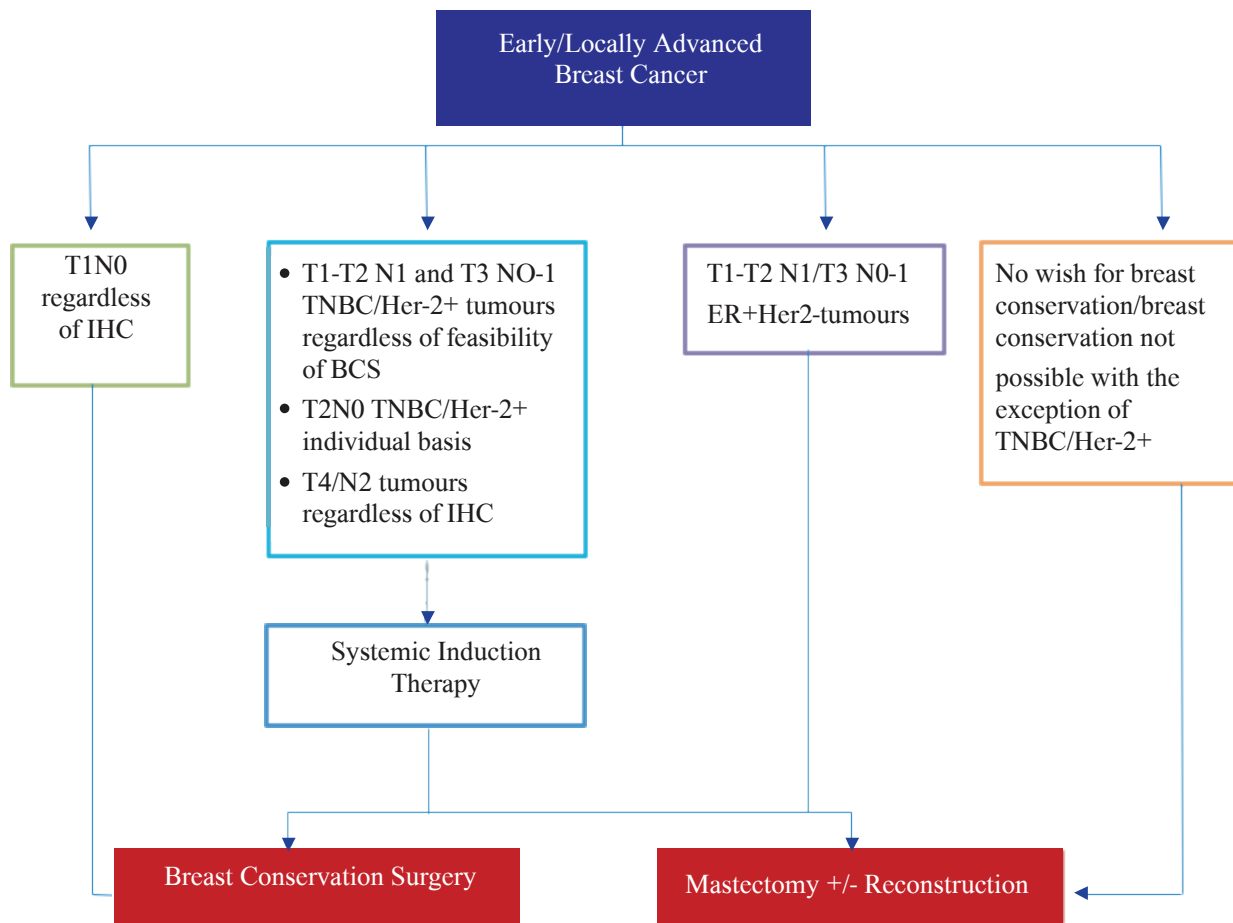 Early/Locally Advanced
Breast Cancer
T1N0
regardless
of IHC
• T1-T2 N1 and T3 NO-1
TNBC/Her-2+ tumours
regardless of feasibility
of BCS
• T2N0 TNBC/Her-2+
individual basis
• T4/N2 tumours
regardless of IHC
T1-T2 N1/T3 N0-1
ER+Her2-tumours
No wish for breast
conservation/breast
conservation not
possible with the
exception of
TNBC/Her-2+
Systemic Induction
Therapy
Breast Conservation Surgery
Mastectomy +/- Reconstruction